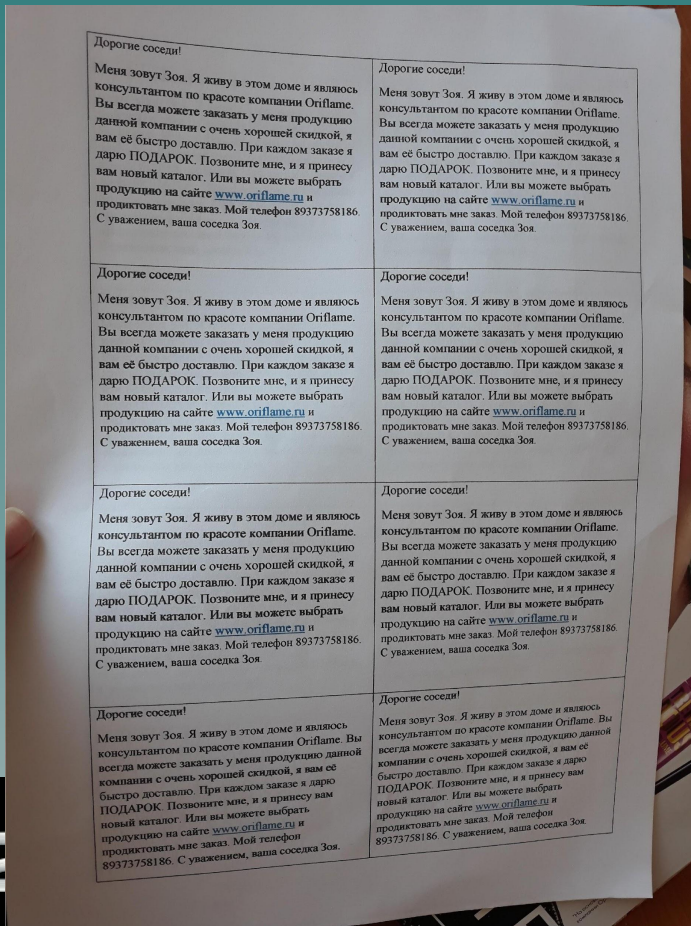 Дорогие соседи!
Меня зовут Зоя. Я живу в этом доме и являюсь
консультантом по красоте компании Oriflame.
Вы всегда можете заказать у меня продукцию
данной компании с очень хорошей скидкой, я
вам её быстро доставлю. При каждом заказе я
дарю ПОДАРОК. Позвоните мне, и я принесу
вам новый каталог. Или вы можете выбрать
продукцию на сайте www.oriflame.ru и
продиктовать мне заказ. Мой телефон 89373758186.
С уважением, ваша соседка Зоя.
Дорогие соседи!
Меня зовут Зоя. Я живу в этом доме и являюсь
консультантом по красоте компании Oriflame.
Вы всегда можете заказать у меня продукцию
данной компании с очень хорошей скидкой, я
вам её быстро доставлю. При каждом заказе я
дарю ПОДАРОК. Позвоните мне, и я принесу
вам новый каталог. Или вы можете выбрать
продукцию на сайте www.oriflame.ru и
продиктовать мне заказ. Мой телефон 89373758186.
С уважением, ваша соседка Зоя.
Дорогие соседи!
Меня зовут Зоя. Я живу в этом доме и являюсь
консультантом по красоте компании Oriflame.
Вы всегда можете заказать у меня продукцию
данной компании с очень хорошей скидкой, я
вам её быстро доставлю. При каждом заказе я
дарю ПОДАРОК. Позвоните мне, и я принесу
вам новый каталог. Или вы можете выбрать
продукцию на сайте www.oriflame.ru и
продиктовать мне заказ. Мой телефон 89373758186.
С уважением, ваша соседка Зоя.
Дорогие соседи!
Меня зовут Зоя. Я живу в этом доме и являюсь
консультантом по красоте компании Oriflame.
Вы всегда можете заказать у меня продукцию
данной компании с очень хорошей скидкой, я
вам её быстро доставлю. При каждом заказе я
дарю ПОДАРОК. Позвоните мне, и я принесу
вам новый каталог. Или вы можете выбрать
продукцию на сайте www.oriflame.ru и
продиктовать мне заказ. Мой телефон 89373758186.
С уважением, ваша соседка Зоя.
Дорогие соседи!
Меня зовут Зоя. Я живу в этом доме и являюсь
консультантом по красоте компании Oriflame.
Вы всегда можете заказать у меня продукцию
данной компании с очень хорошей скидкой, я
вам её быстро доставлю. При каждом заказе я
дарю ПОДАРОК. Позвоните мне, и я принесу
вам новый каталог. Или вы можете выбрать
продукцию на сайте www.oriflame.ru и
продиктовать мне заказ. Мой телефон 89373758186.
С уважением, ваша соседка Зоя.
Дорогие соседи!
Меня зовут Зоя. Я живу в этом доме и являюсь
консультантом по красоте компании Oriflame.
Вы всегда можете заказать у меня продукцию
данной компании с очень хорошей скидкой, я
вам её быстро доставлю. При каждом заказе я
дарю ПОДАРОК. Позвоните мне, и я принесу
вам новый каталог. Или вы можете выбрать
продукцию на сайте www.oriflame.ru и
продиктовать мне заказ. Мой телефон 89373758186.
С уважением, ваша соседка Зоя.
Дорогие соседи!
Меня зовут Зоя. Я живу в этом доме и являюсь
консультантом по красоте компании Oriflame. Вы
всегда можете заказать у меня продукцию данной
компании с очень хорошей скидкой, я вам её
быстро доставлю. При каждом заказе я дарю
ПОДАРОК. Позвоните мне, и я принесу вам
новый каталог. Или вы можете выбрать
продукцию на сайте www.oriflame.ru и
продиктовать мне заказ. Мой телефон
89373758186. С уважением, ваша соседка Зоя.
Дорогие соседи!
Меня зовут Зоя. Я живу в этом доме и являюсь
консультантом по красоте компании Oriflame. Вы
всегда можете заказать у меня продукцию данной
компании с очень хорошей скидкой, я вам её
быстро доставлю. При каждом заказе я дарю
ПОДАРОК. Позвоните мне, и я принесу вам
новый каталог. Или вы можете выбрать
продукцию на сайте www.oriflame.ru и
продиктовать мне заказ. Мой телефон
89373758186. С уважением, ваша соседка Зоя.